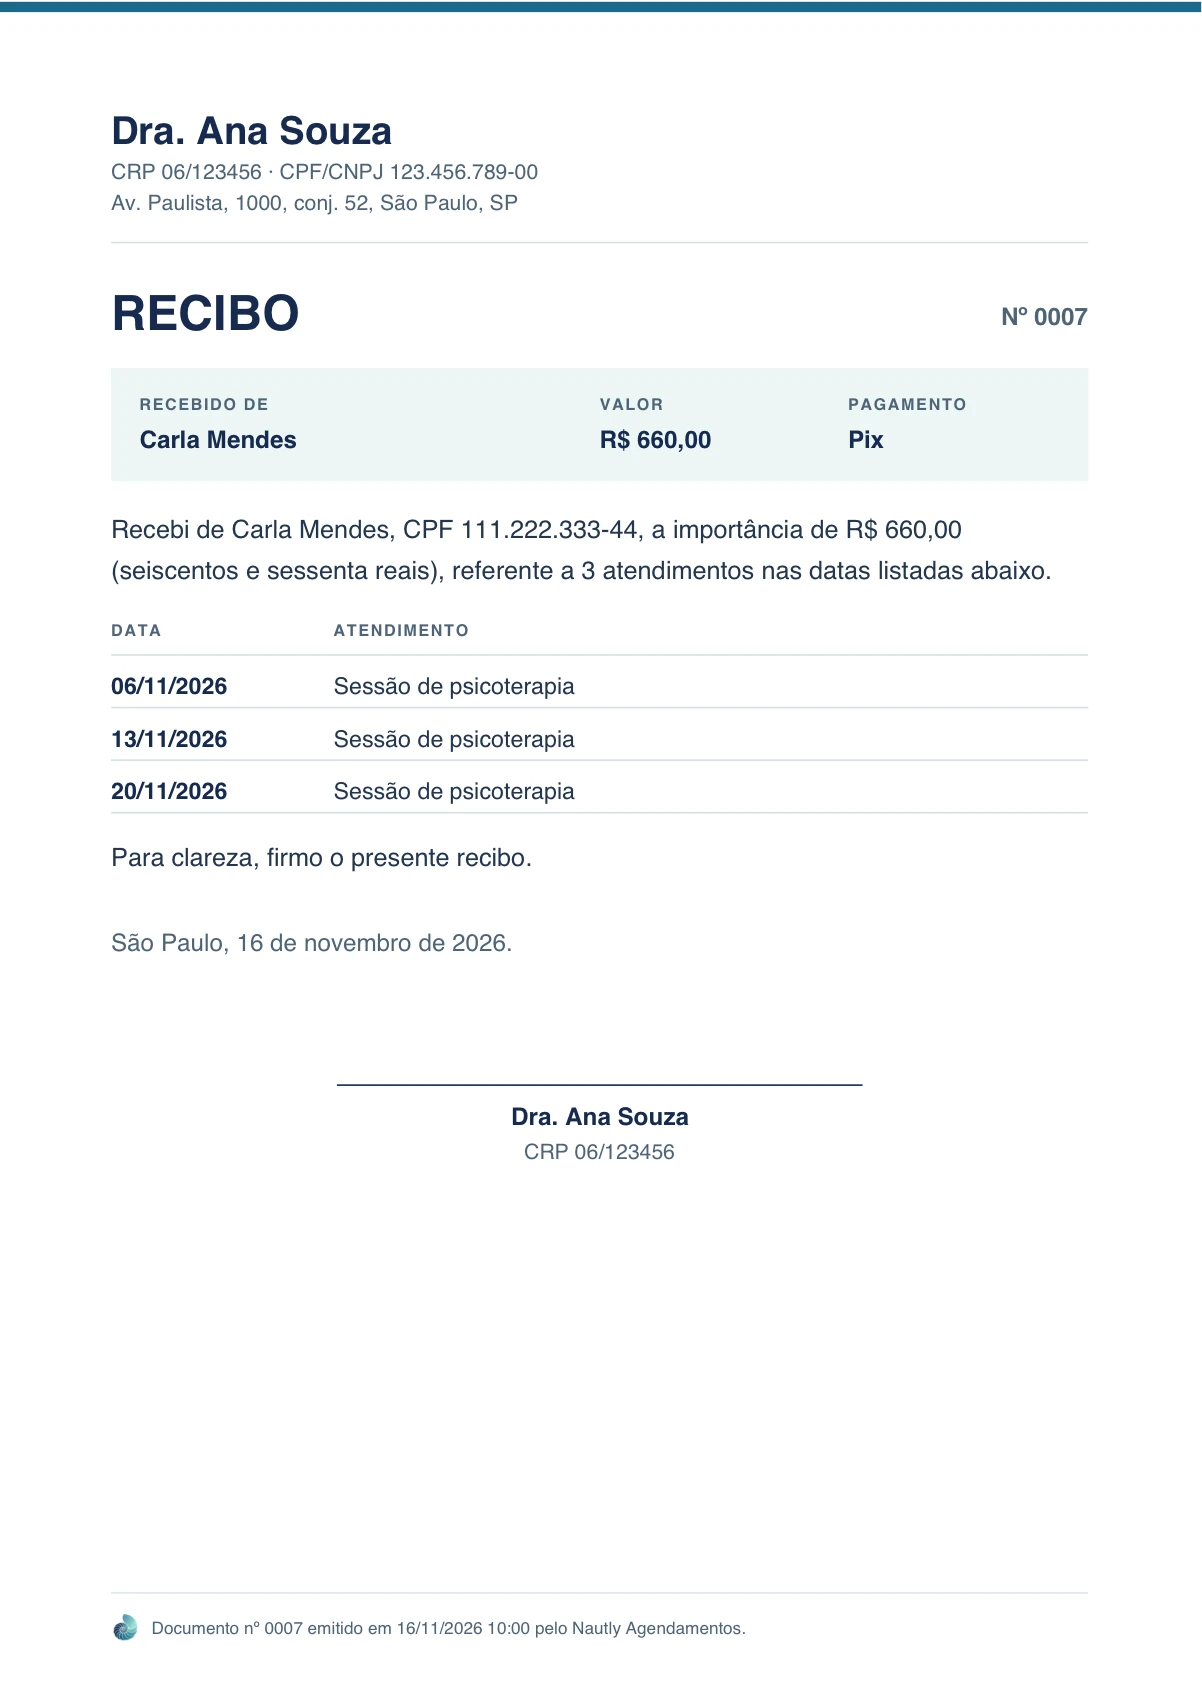 Dra. Ana Souza
CRP 06/123456 · CPF/CNPJ 123.456.789-00
Av. Paulista, 1000, conj. 52, São Paulo, SP
RECIBO
Nº 0007
RECEBIDO DE VALOR PAGAMENTO
Carla Mendes R$ 660,00 Pix
Recebi de Carla Mendes, CPF 111.222.333-44, a importância de R$ 660,00
(seiscentos e sessenta reais), referente a 3 atendimentos nas datas listadas abaixo.
DATA ATENDIMENTO
06/11/2026 Sessão de psicoterapia
13/11/2026 Sessão de psicoterapia
20/11/2026 Sessão de psicoterapia
Para clareza, firmo o presente recibo.
São Paulo, 16 de novembro de 2026.
Dra. Ana Souza
CRP 06/123456
Documento nº 0007 emitido em 16/11/2026 10:00 pelo Nautly Agendamentos.